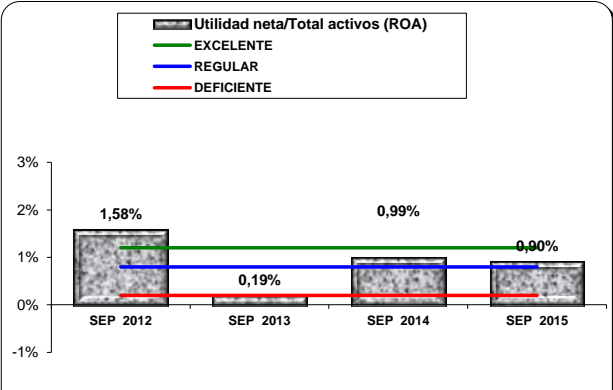 Utilidad neta/Total activos (ROA)
EXCELENTE
REGULAR
DEFICIENTE
3%
2%
1%
0%
-1%
1,58%
0,19%
0,99%
0,90%
SEP 2012
SEP 2013
SEP 2014
SEP 2015